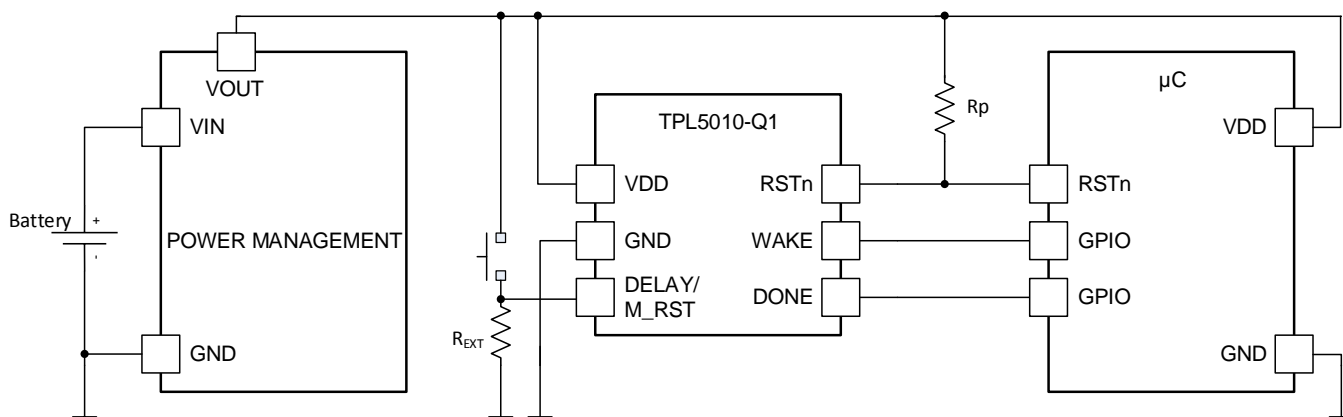 VOUT
VIN
Battery
+
-
POWER MANAGEMENT
GND
TPL5010-Q1
VDD
GND
DELAY/
M_RST
RSTn
WAKE
DONE
REXT
Rp
µC
VDD
RSTn
GPIO
GPIO
GND